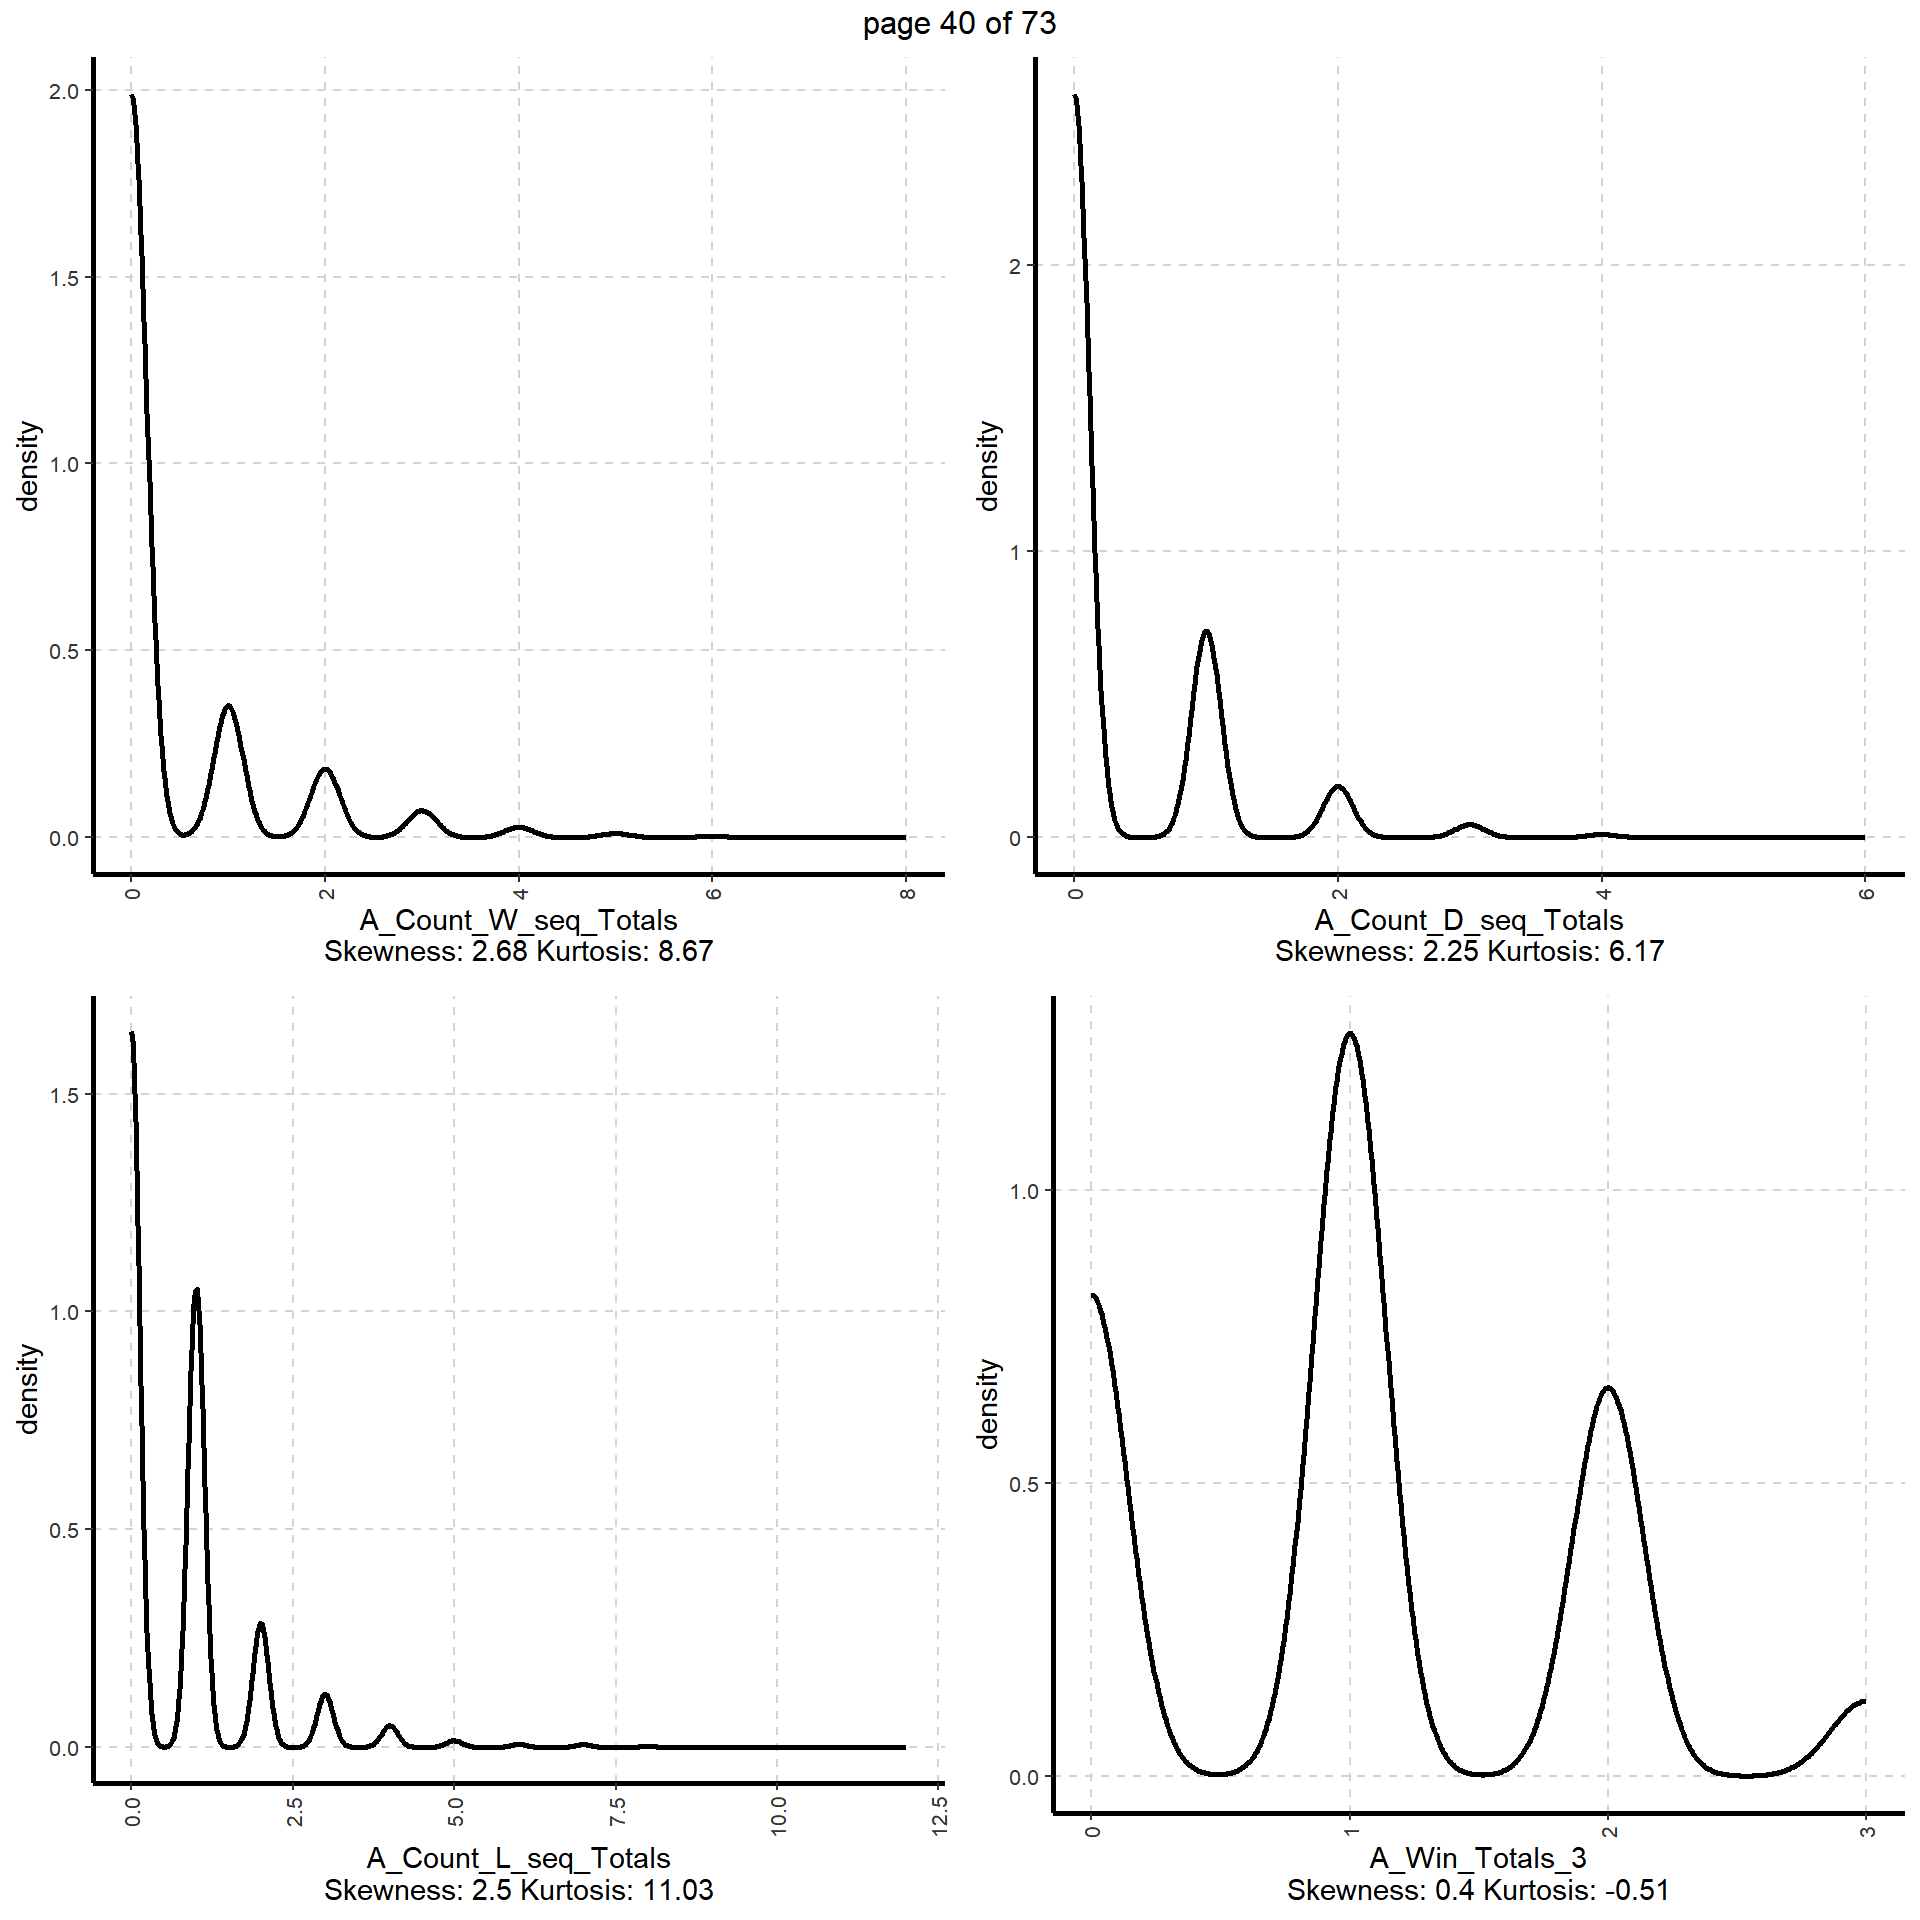 page 40 of 73
2.0
1.5
1.0
0.5
0.0
density
0 2 4 6 8
A_Count_W_seq_Totals
Skewness: 2.68 Kurtosis: 8.67
2
1
0
density
0 2 4 6
A_Count_D_seq_Totals
Skewness: 2.25 Kurtosis: 6.17
1.5
1.0
0.5
0.0
density
0.0 2.5 5.0 7.5 10.0 12.5
A_Count_L_seq_Totals
Skewness: 2.5 Kurtosis: 11.03
1.0
0.5
0.0
density
0 1 2 3
A_Win_Totals_3
Skewness: 0.4 Kurtosis: -0.51